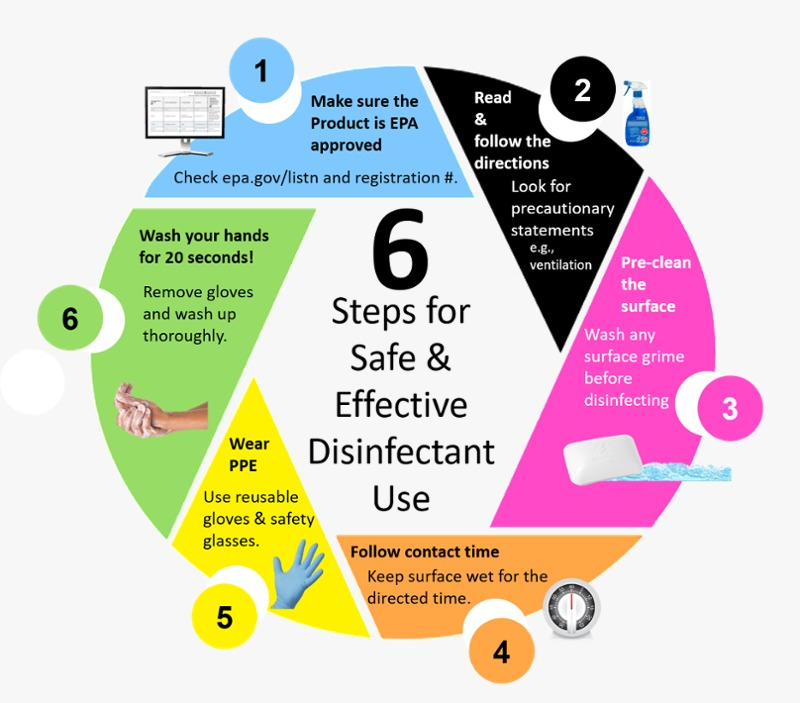 6
Steps for
Safe &
Effective
Disinfectant
Use
1
Make sure the
Product is EPA
approved
Check epa.gov/listn and registration #.
2
Read
&
follow the
directions
Look for
precautionary
statements
e.g.,
ventilation
3
Pre-clean
the
surface
Wash any
surface grime
before
disinfecting
4
Follow contact time
Keep surface wet for the
directed time.
5
Wear
PPE
Use reusable
gloves & safety
glasses.
6
Wash your hands
for 20 seconds!
Remove gloves
and wash up
thoroughly.